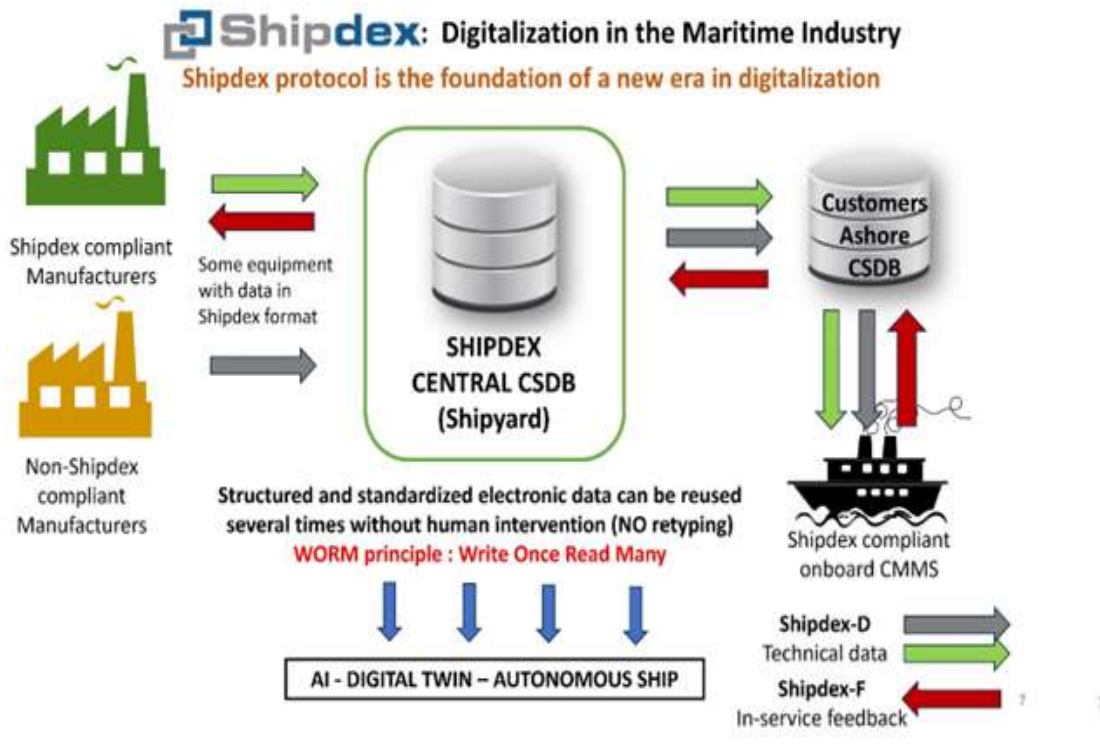 Shipdex: Digitalization in the Maritime Industry
Shipdex protocol is the foundation of a new era in digitalization
Shipdex compliant
Manufacturers
Some equipment
with data in
Shipdex format
Non-Shipdex
compliant
Manufacturers
SHIPDEX
CENTRAL CSDB
(Shipyard)
Customers
Ashore
CSDB
Structured and standardized electronic data can be reused
several times without human intervention (NO retyping)
WORM principle : Write Once Read Many
AI - DIGITAL TWIN – AUTONOMOUS SHIP
Shipdex compliant
onboard CMMS
Shipdex-D
Technical data
Shipdex-F
In-service feedback
7